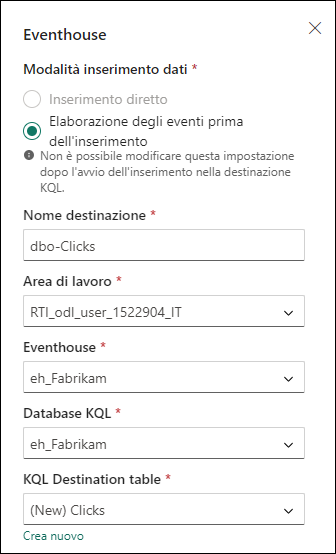 Eventhouse
Modalità inserimento dati *
Inserimento diretto
Elaborazione degli eventi prima
dell'inserimento
Non è possibile modificare questa impostazione
dopo l'avvio dell'inserimento nella destinazione
KQL.
Nome destinazione *
dbo-Clicks
Area di lavoro *
RTI_odl_user_1522904_IT
Eventhouse *
eh_Fabrikam
Database KQL *
eh_Fabrikam
KQL Destination table *
(New) Clicks
Crea nuovo